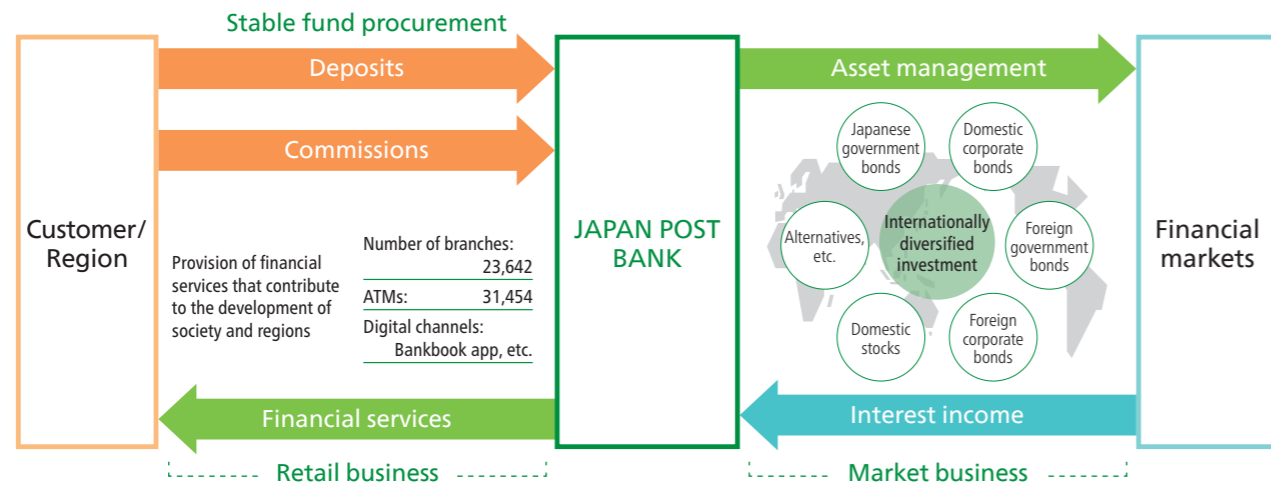 Stable fund procurement
Deposits
Commissions
Customer/
Region
Provision of financial
services that contribute
to the development of
society and regions
Number of branches:
23,642
ATMs: 31,454
Digital channels:
Bankbook app, etc.
Financial services
Retail business
JAPAN POST
BANK
Asset management
Japanese
government
bonds
Domestic
corporate
bonds
Alternatives,
etc.
Internationally
diversified
investment
Foreign
government
bonds
Domestic
stocks
Foreign
corporate
bonds
Interest income
Market business
Financial
markets